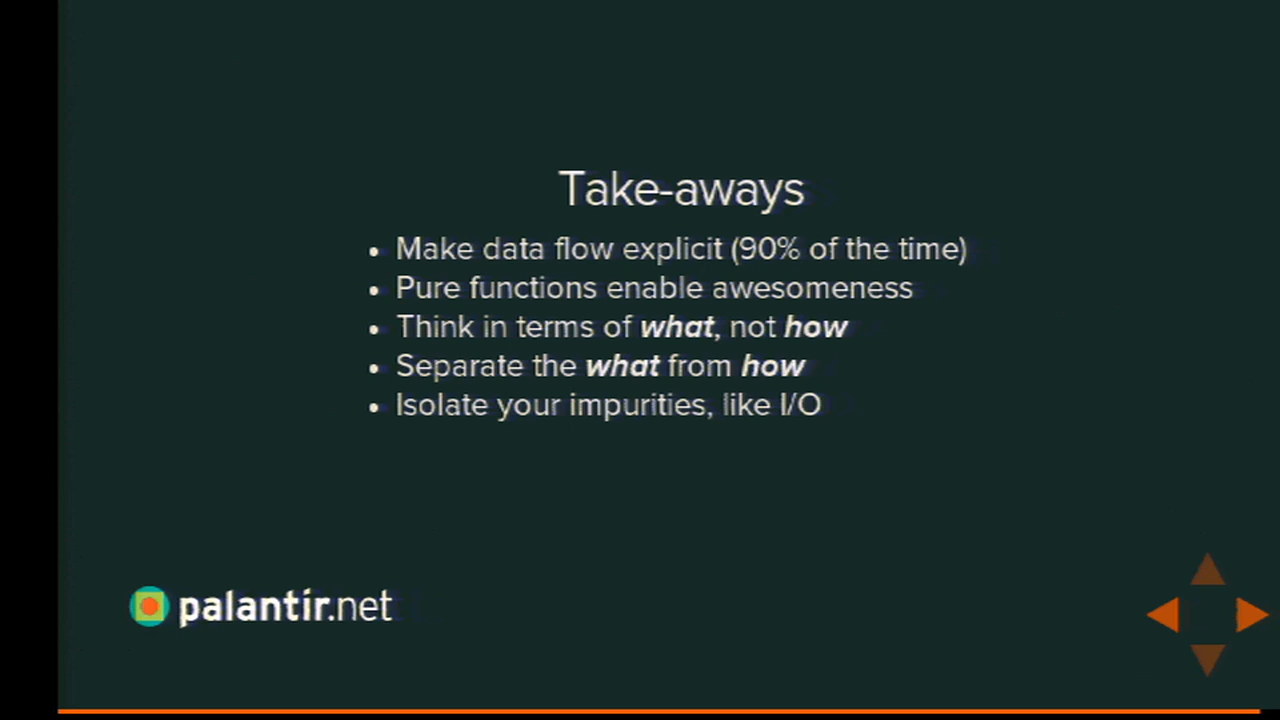 Take-aways
• Make data flow explicit (90% of the time)
• Pure functions enable awesomeness
• Think in terms of what, not how
• Separate the what from how
• Isolate your impurities, like I/O
palantir.net